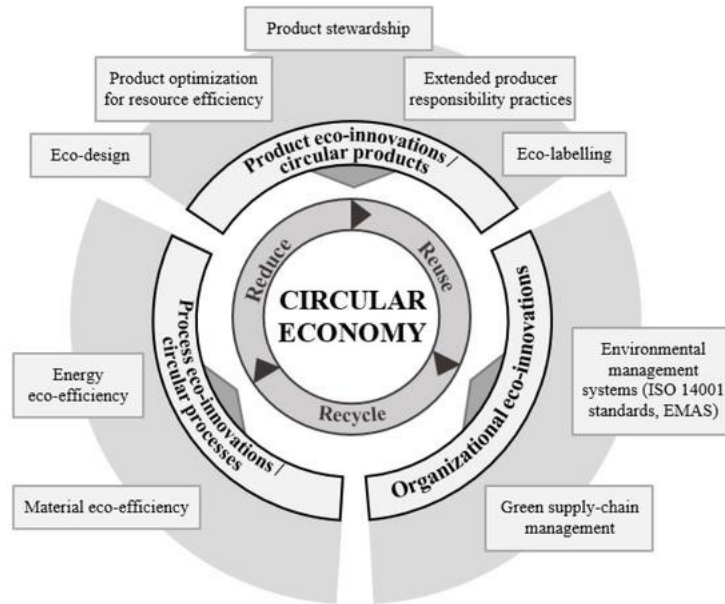 Product stewardship
Product optimization
for resource efficiency
Extended producer
responsibility practices
Eco-design
Eco-labelling
Product eco-innovations /
circular products
Reduce
Reuse
Recycle
CIRCULAR
ECONOMY
Process eco-innovations /
circular processes
Organizational eco-innovations
Energy
eco-efficiency
Material eco-efficiency
Environmental
management
systems (ISO 14001
standards, EMAS)
Green supply-chain
management